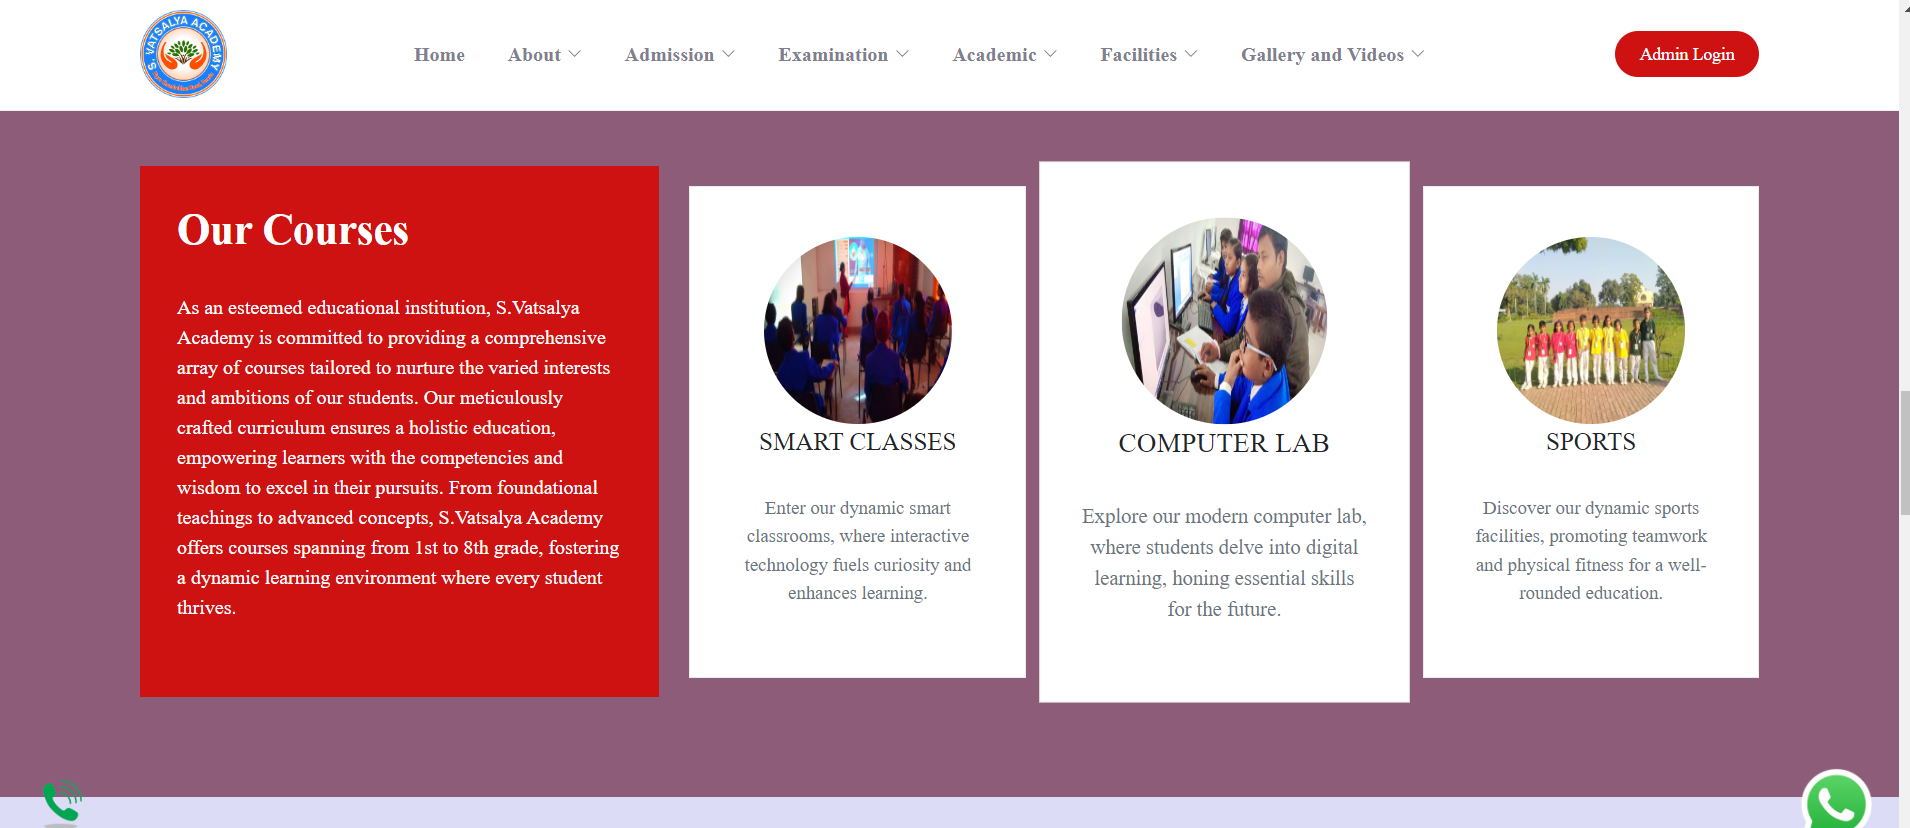 S. VATSALYA ACADEMY
Home
About
Admission
Examination
Academic
Facilities
Gallery and Videos
Admin Login
Our Courses
As an esteemed educational institution, S.Vatsalya
Academy is committed to providing a comprehensive
array of courses tailored to nurture the varied interests
and ambitions of our students. Our meticulously
crafted curriculum ensures a holistic education,
empowering learners with the competencies and
wisdom to excel in their pursuits. From foundational
teachings to advanced concepts, S.Vatsalya Academy
offers courses spanning from 1st to 8th grade, fostering
a dynamic learning environment where every student
thrives.
SMART CLASSES
Enter our dynamic smart
classrooms, where interactive
technology fuels curiosity and
enhances learning.
COMPUTER LAB
Explore our modern computer lab,
where students delve into digital
learning, honing essential skills
for the future.
SPORTS
Discover our dynamic sports
facilities, promoting teamwork
and physical fitness for a well-
rounded education.